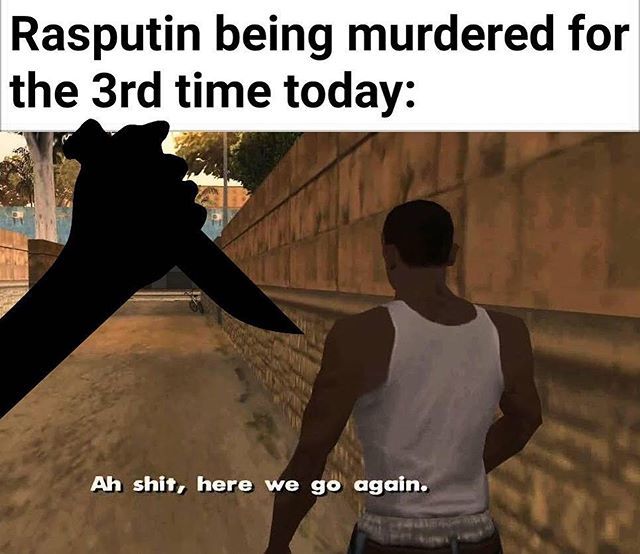 Rasputin being murdered for
the 3rd time today:
Ah shit, here we go again.